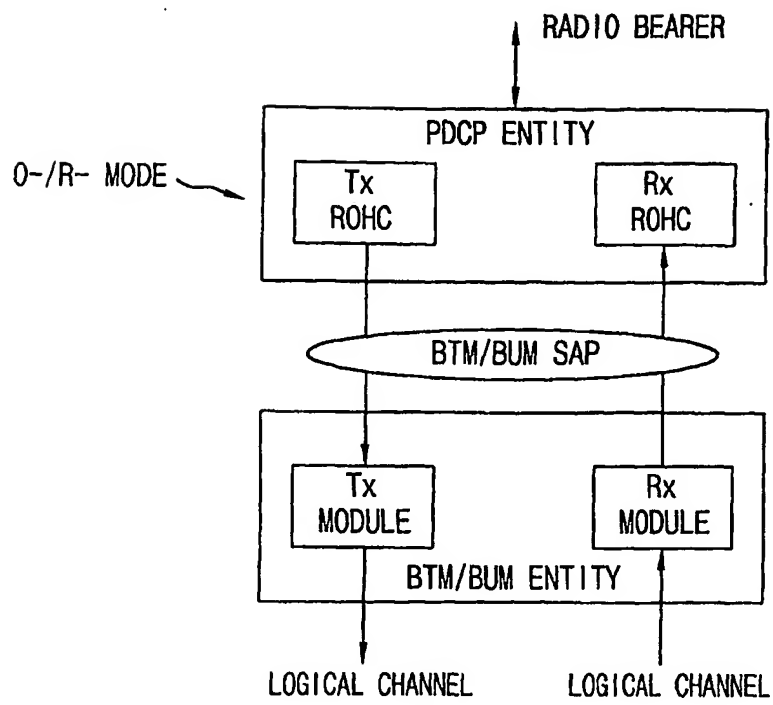 RADIO BEARER
PDCP ENTITY
O-/R- MODE
Tx
ROHC
Rx
ROHC
BTM/BUM SAP
Tx
MODULE
Rx
MODULE
BTM/BUM ENTITY
LOGICAL CHANNEL
LOGICAL CHANNEL